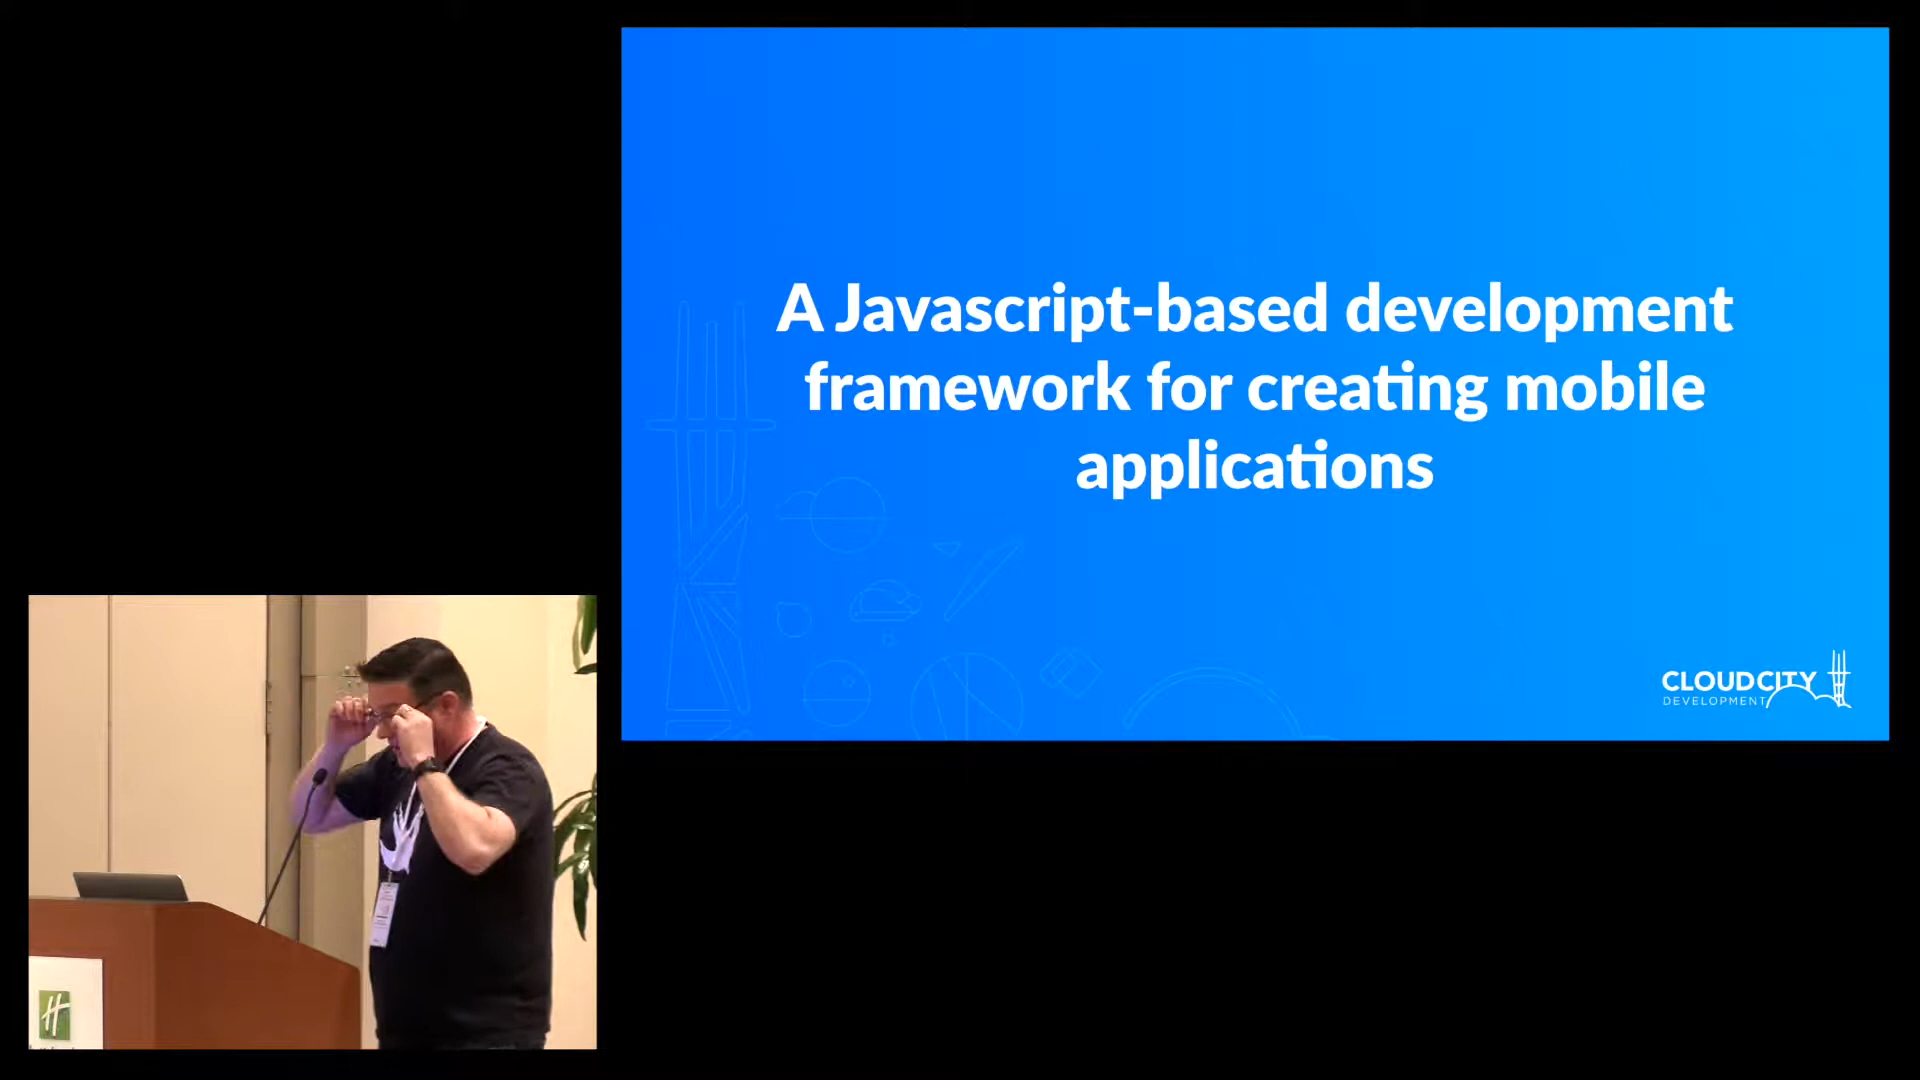 A Javascript-based development
framework for creating mobile
applications
CLOUDCITY
DEVELOPMENT
H